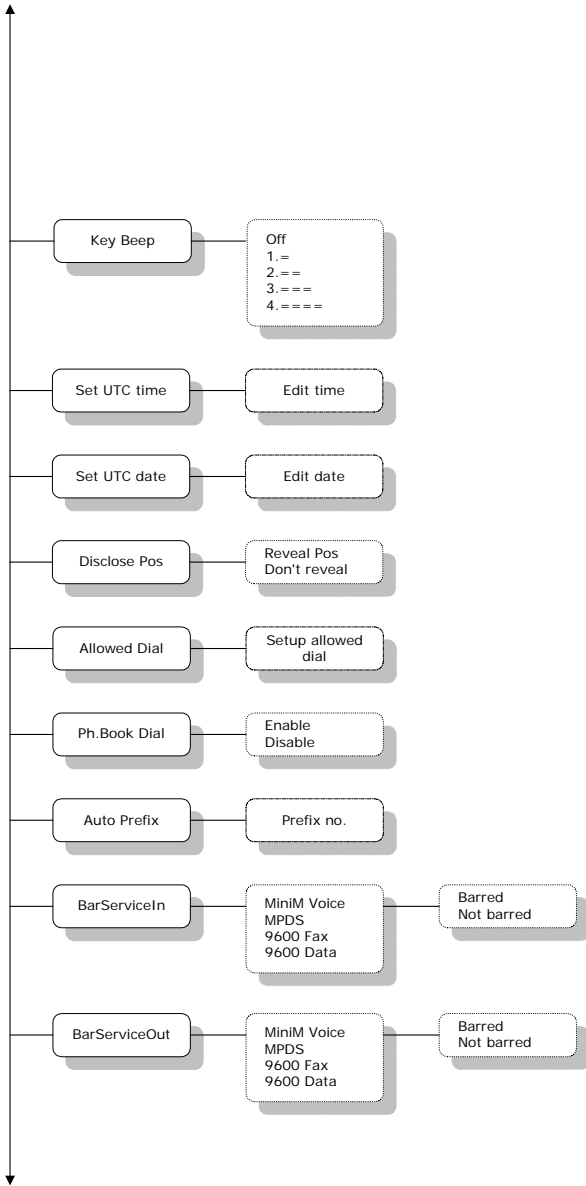 Key Beep
Off
1.=
2.==
3.===
4.====
Set UTC time
Edit time
Set UTC date
Edit date
Disclose Pos
Reveal Pos
Don't reveal
Allowed Dial
Setup allowed
dial
Ph.Book Dial
Enable
Disable
Auto Prefix
Prefix no.
BarServiceIn
MiniM Voice
MPDS
9600 Fax
9600 Data
Barred
Not barred
BarServiceOut
MiniM Voice
MPDS
9600 Fax
9600 Data
Barred
Not barred